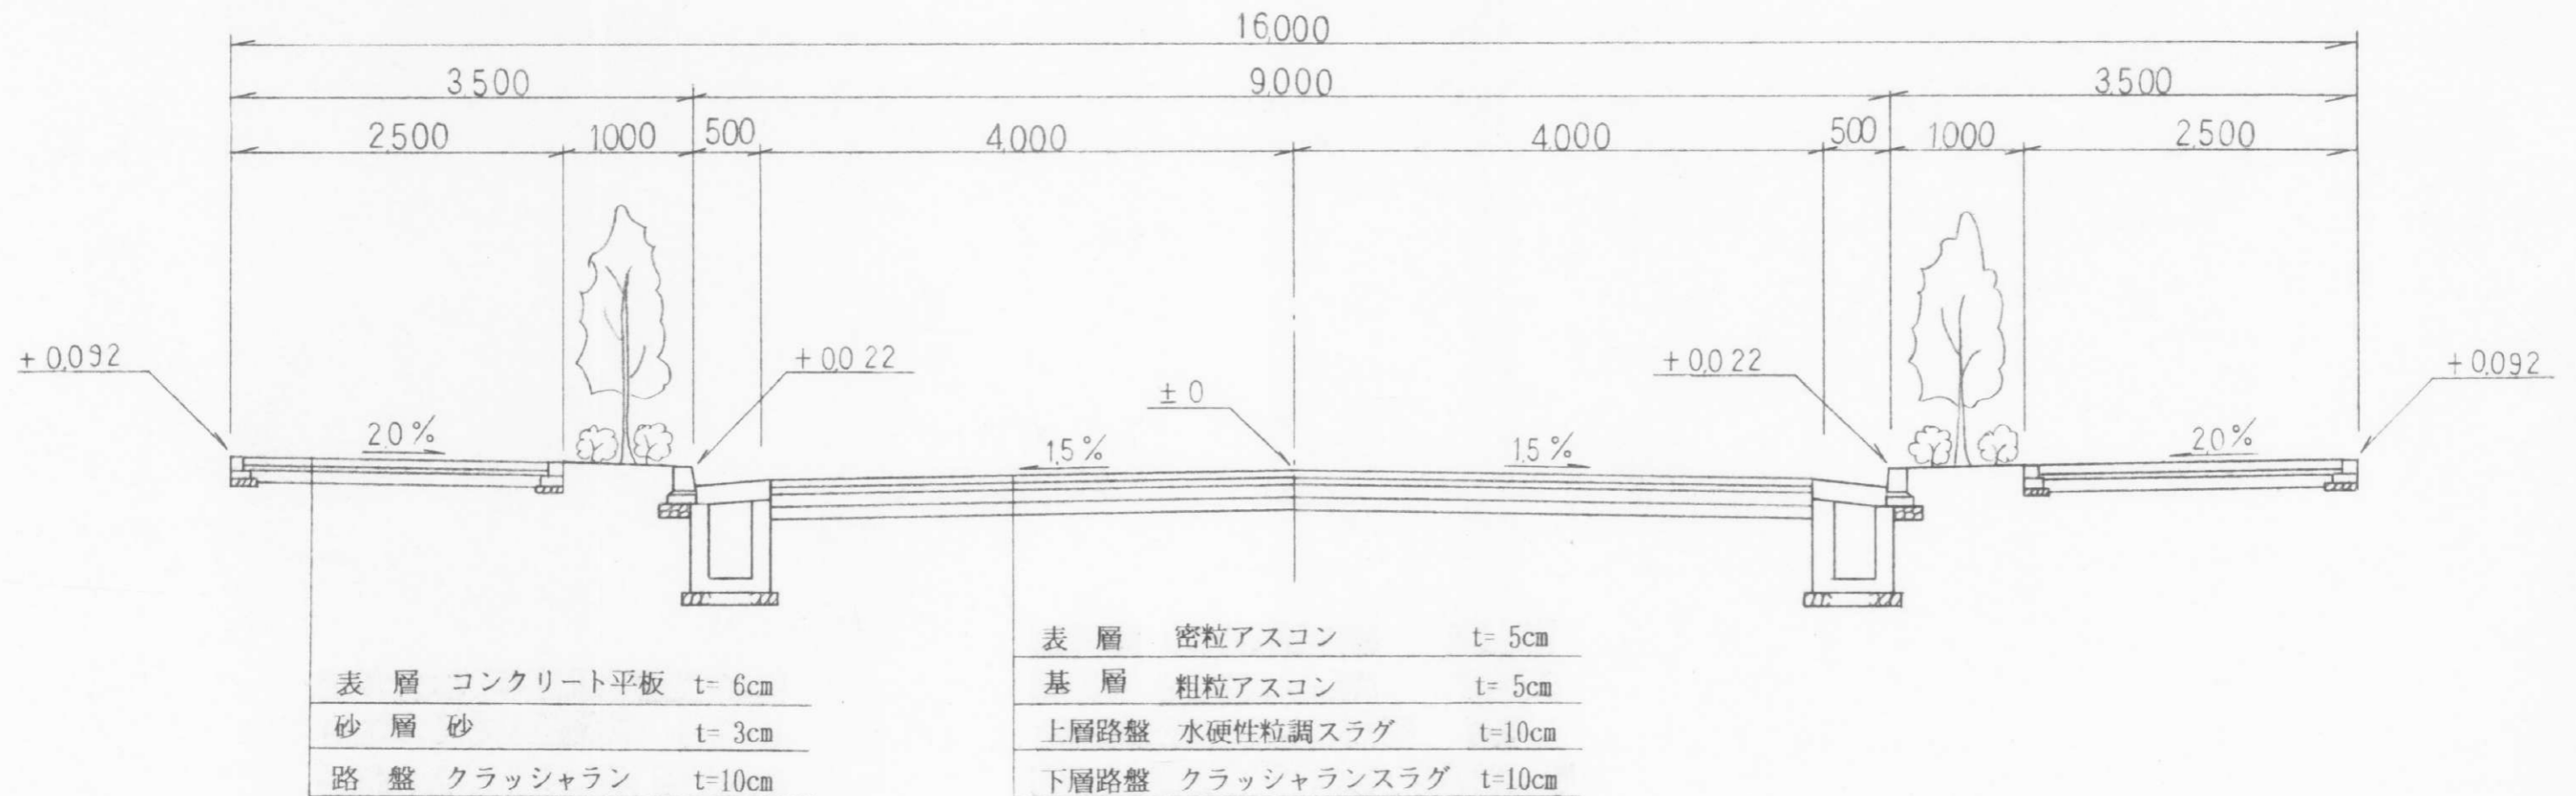 16,000
3,500 9,000 3,500
2,500 1,000 500 4,000 4,000 500 1,000 2,500
+0,092 +0,022 ±0 +0,022 +0,092
2.0% 1.5% 1.5% 2.0%
表 層 コンクリート平板 t= 6cm
砂 層 砂 t= 3cm
路 盤 クラッシャラン t=10cm
表 層 密粒アスコン t= 5cm
基 層 粗粒アスコン t= 5cm
上層路盤 水硬性粒調スラグ t=10cm
下層路盤 クラッシャランスラグ t=10cm